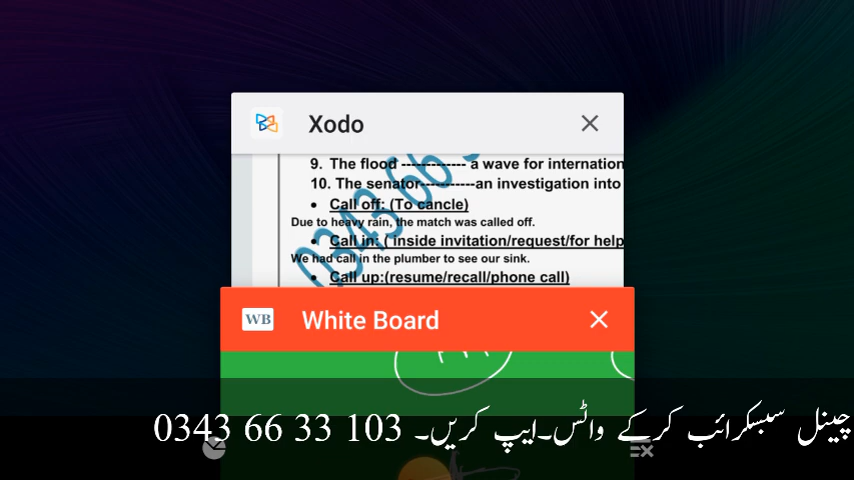 Xodo
9. The flood ------------- a wave for internation
10. The senator-----------an investigation into
• Call off: (To cancle)
Due to heavy rain, the match was called off.
• Call in: ( inside invitation/request/for help
We had call in the plumber to see our sink.
• Call up:(resume/recall/phone call)
0343 66
WB White Board
چینل سبسکرائب کرکے واٹس۔ایپ کریں۔ 103 33 66 0343